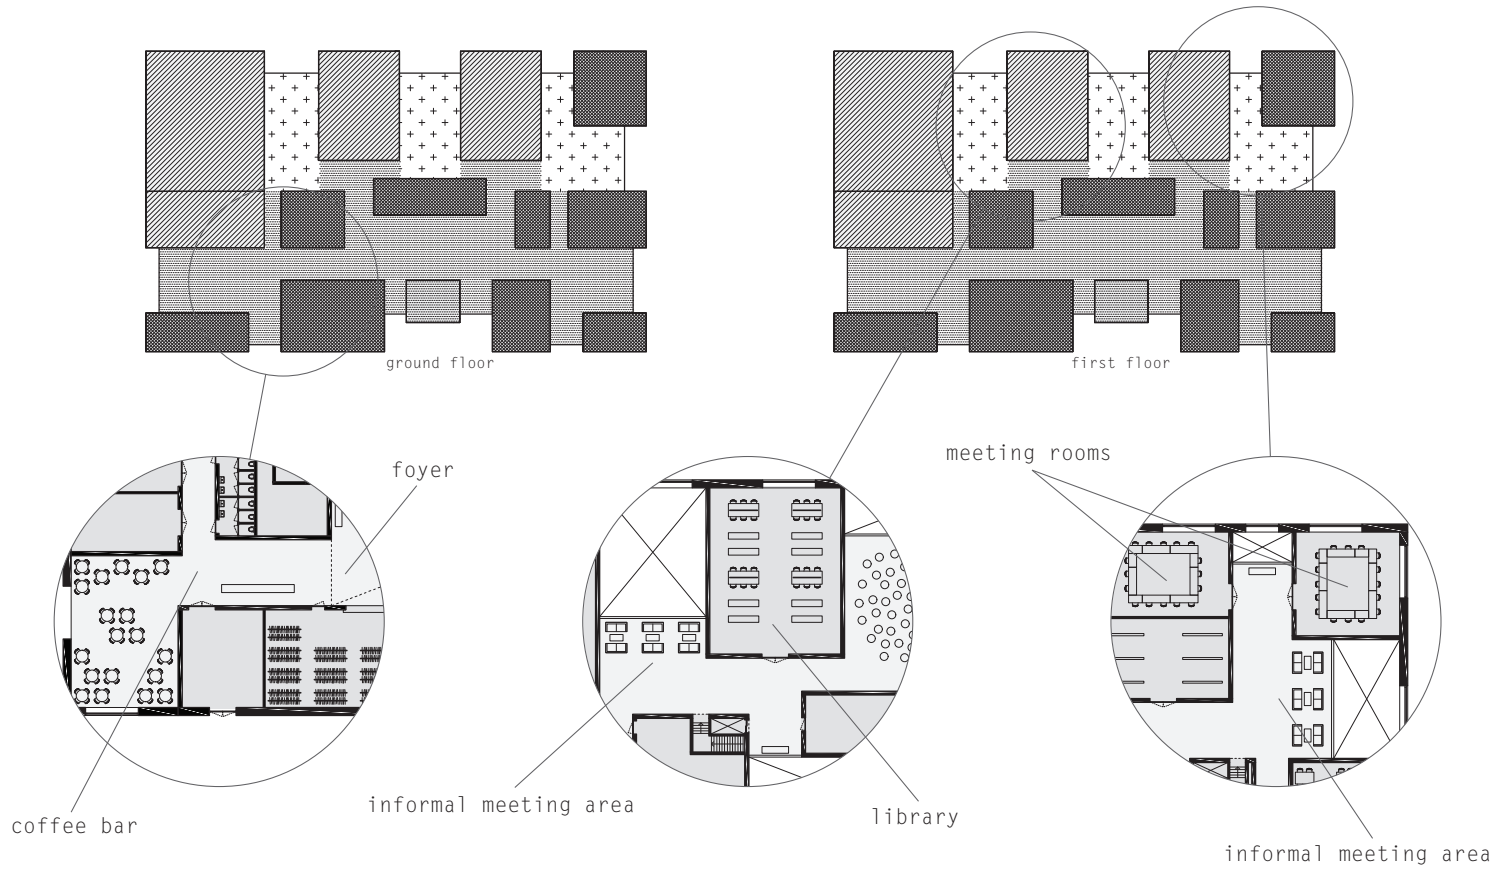 ground floor
first floor
meeting rooms
foyer
informal meeting area
library
coffee bar
informal meeting area